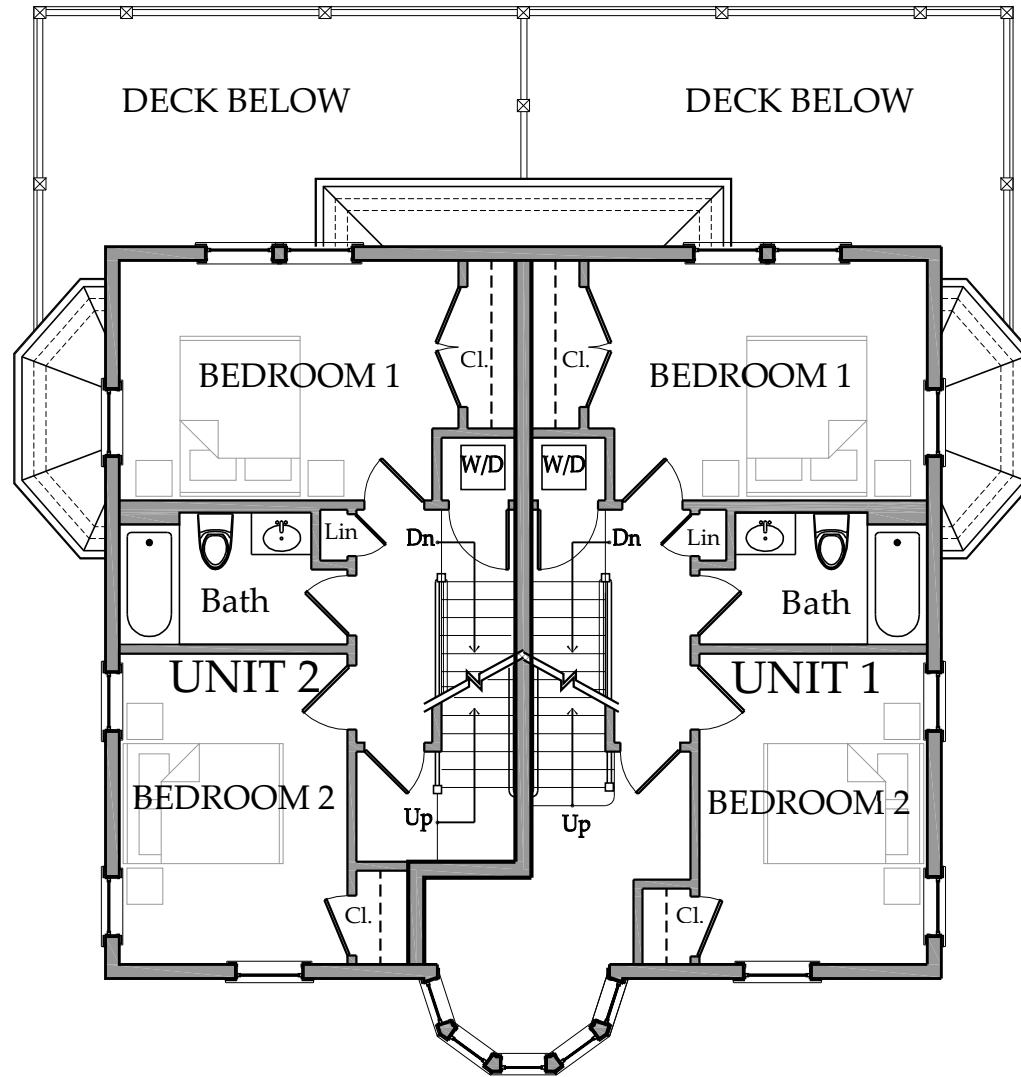 DECK BELOW
DECK BELOW
Cl.
Cl.
BEDROOM 1
BEDROOM 1
W/D
W/D
Lin
Dn
Dn
Lin
Bath
Bath
UNIT 2
UNIT 1
BEDROOM 2
BEDROOM 2
Up
Up
Cl.
Cl.